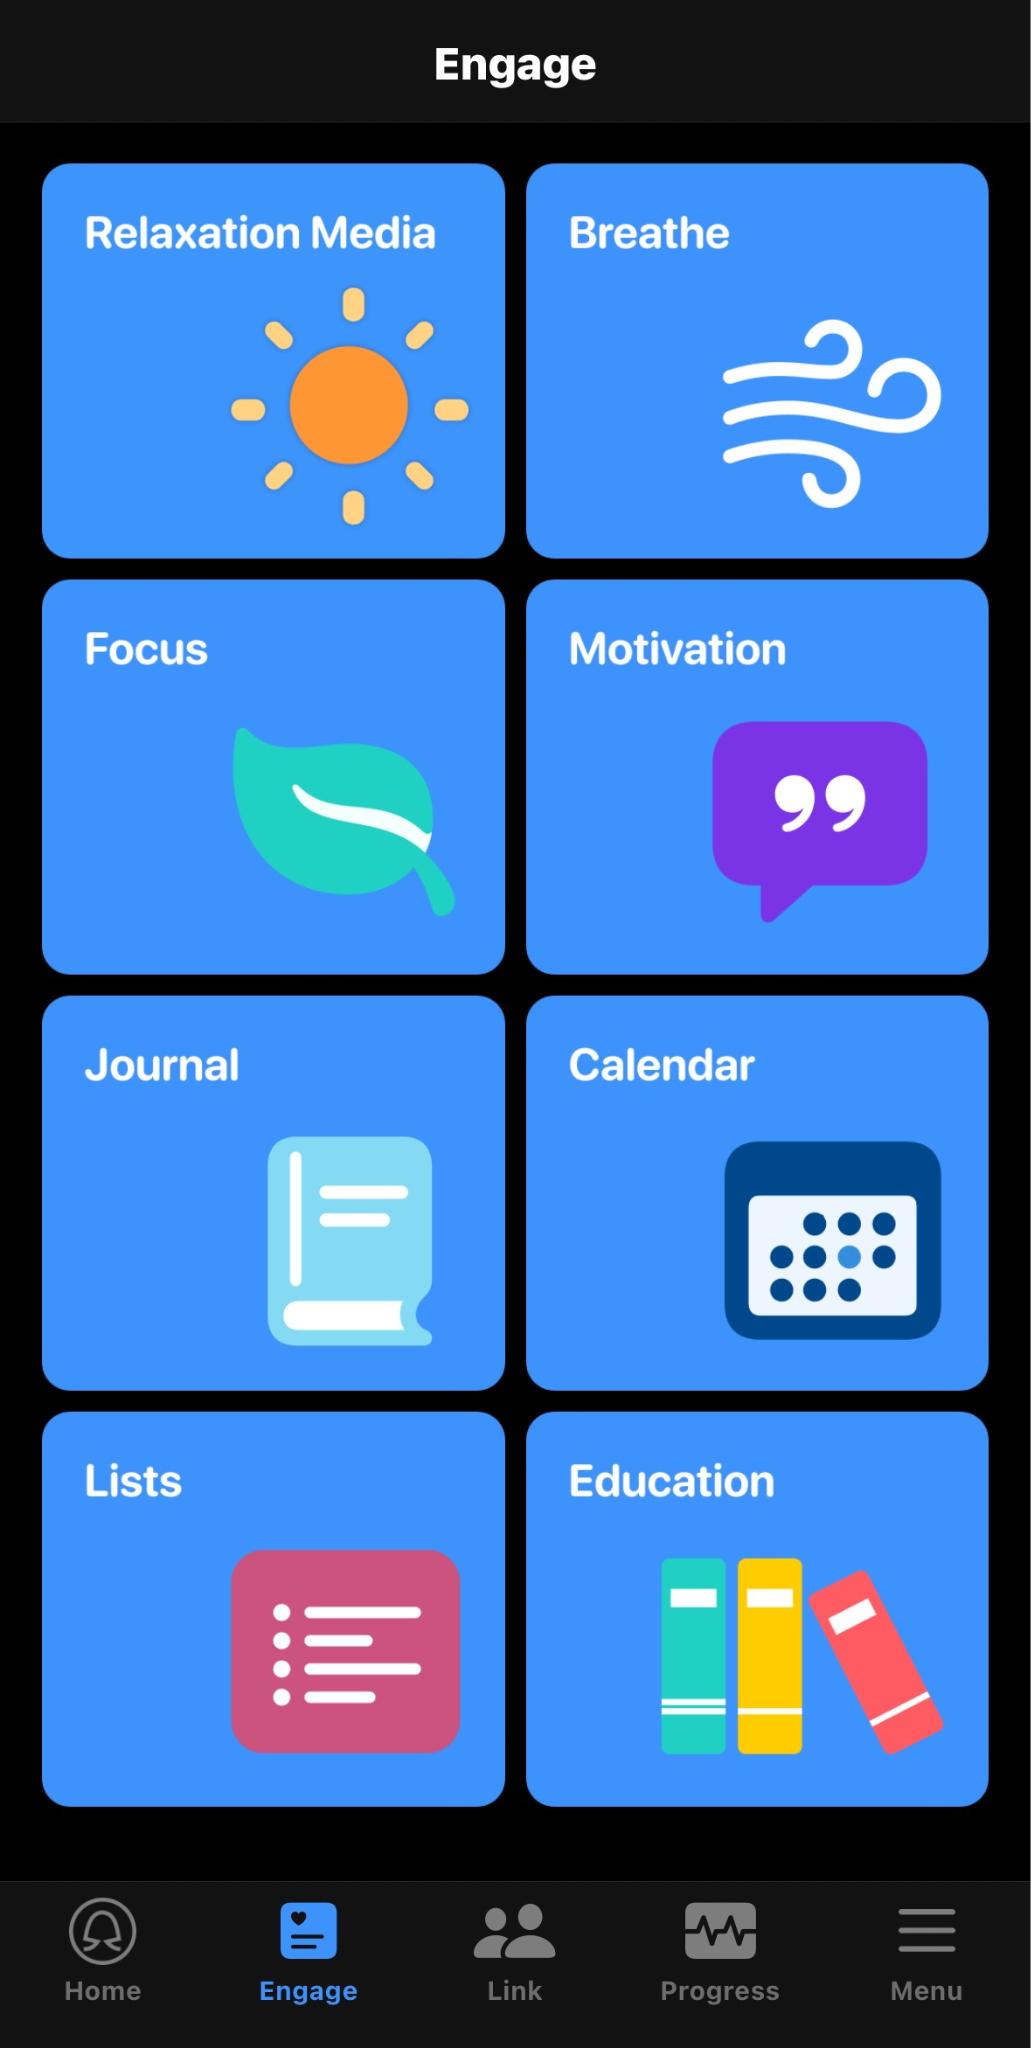 Engage
Relaxation Media
Breathe
Focus
Motivation
Journal
Calendar
Lists
Education
Home
Engage
Link
Progress
Menu